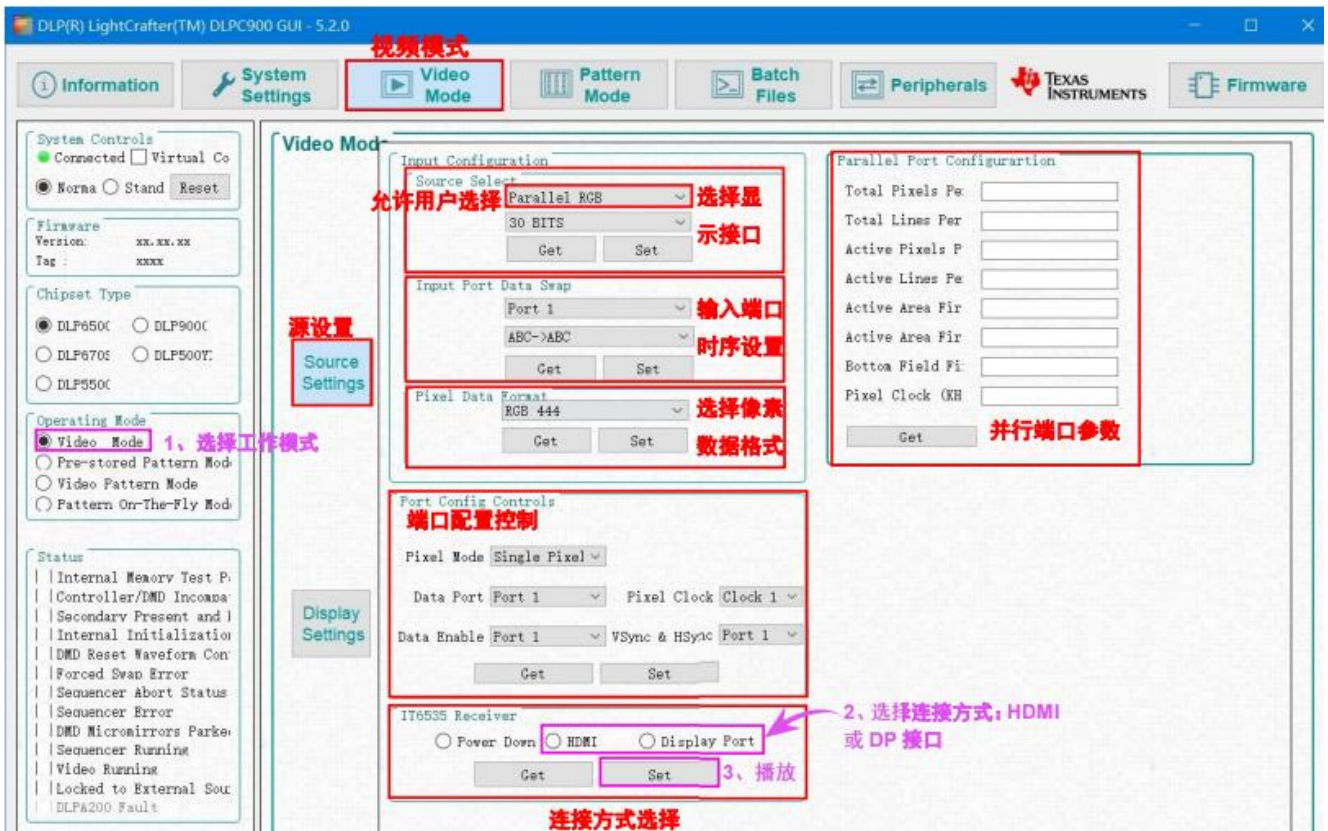 DLP(R) LightCrafter(TM) DLPC900 GUI - 5.2.0
视频模式
Information
System Settings
Video Mode
Pattern Mode
Batch Files
Peripherals
TEXAS INSTRUMENTS
Firmware
System Controls
Connected Virtual Co
Norma Stand Reset
Firmware
Version: xx.xx.xx
Tag : xxxx
Chipset Type
DLP650( DLP900(
DLP670S DLP500Y:
DLP550(
Operating Mode
Video Mode 1、选择工作模式
Pre-stored Pattern Mod
Video Pattern Mode
Pattern On-The-Fly Mod
Status
Internal Memory Test P
Controller/DMD Incompa
Secondary Present and I
Internal Initialization
DMD Reset Waveform Con
Forced Swap Error
Sequencer Abort Status
Sequencer Error
DMD Micromirrors Parke
Sequencer Running
Video Running
Locked to External Sour
DLPA200 Fault
源设置
Source Settings
Display Settings
Video Mod
Input Configuration
Source Select
允许用户选择 Parallel RGB 选择显
30 BITS 示接口
Get Set
Input Port Data Swap
Port 1 输入端口
ABC->ABC 时序设置
Get Set
Pixel Data Format
RGB 444 选择像素
Get Set 数据格式
Port Config Controls
端口配置控制
Pixel Mode Single Pixel
Data Port Port 1 Pixel Clock Clock 1
Data Enable Port 1 VSync & HSync Port 1
Get Set
IT6535 Receiver
Power Down HDMI Display Port
2、选择连接方式：HDMI
或 DP 接口
Get Set 3、播放
连接方式选择
Parallel Port Configurartion
Total Pixels Pe:
Total Lines Per
Active Pixels P
Active Lines Pe:
Active Area Fir
Active Area Fir
Bottom Field Fi:
Pixel Clock (KH
Get 并行端口参数